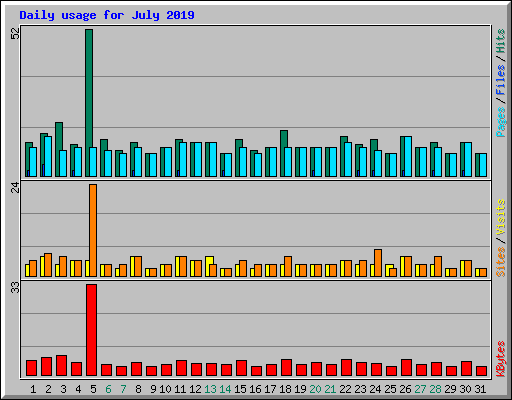 Daily usage for July 2019
52
24
33
Pages / Files / Hits
Sites / Visits
KBytes
1 2 3 4 5 6 7 8 9 10 11 12 13 14 15 16 17 18 19 20 21 22 23 24 25 26 27 28 29 30 31